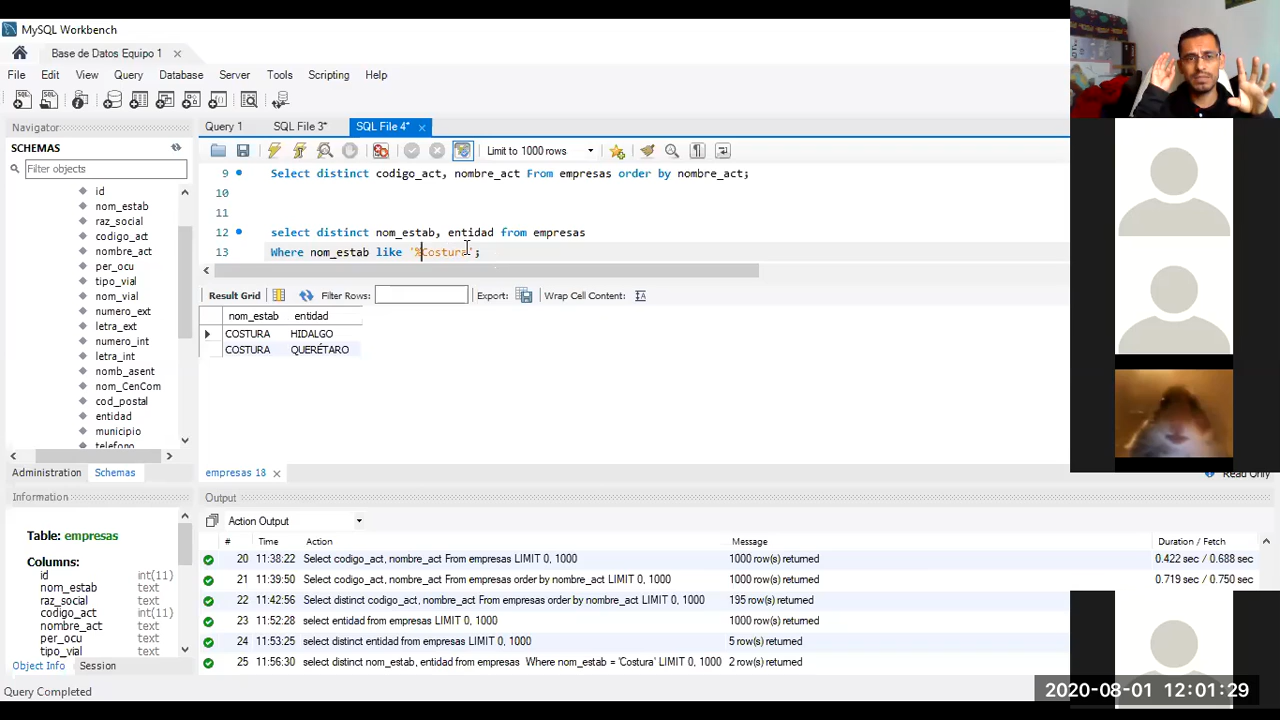 MySQL Workbench
Base de Datos Equipo 1
File Edit View Query Database Server Tools Scripting Help
Navigator
SCHEMAS
Filter objects
id
nom_estab
raz_social
codigo_act
nombre_act
per_ocu
tipo_vial
nom_vial
numero_ext
letra_ext
numero_int
letra_int
nomb_asent
nom_CenCom
cod_postal
entidad
municipio
telefono
Administration Schemas
Information
Table: empresas
Columns:
id int(11)
nom_estab text
raz_social text
codigo_act int(11)
nombre_act text
per_ocu text
tipo_vial text
Object Info Session
Query Completed
Query 1 SQL File 3* SQL File 4*
Limit to 1000 rows
9 Select distinct codigo_act, nombre_act From empresas order by nombre_act;
10
11
12 select distinct nom_estab, entidad from empresas
13 Where nom_estab like '%Costura';
Result Grid Filter Rows: Export: Wrap Cell Content:
nom_estab entidad
COSTURA HIDALGO
COSTURA QUERÉTARO
empresas 18
Read Only
Output
Action Output
# Time Action Message Duration / Fetch
20 11:38:22 Select codigo_act, nombre_act From empresas LIMIT 0, 1000 1000 row(s) returned 0.422 sec / 0.688 sec
21 11:39:50 Select codigo_act, nombre_act From empresas order by nombre_act LIMIT 0, 1000 1000 row(s) returned 0.719 sec / 0.750 sec
22 11:42:56 Select distinct codigo_act, nombre_act From empresas order by nombre_act LIMIT 0, 1000 195 row(s) returned
23 11:52:28 select entidad from empresas LIMIT 0, 1000 1000 row(s) returned
24 11:53:25 select distinct entidad from empresas LIMIT 0, 1000 5 row(s) returned
25 11:56:30 select distinct nom_estab, entidad from empresas Where nom_estab = 'Costura' LIMIT 0, 1000 2 row(s) returned
2020-08-01 12:01:29